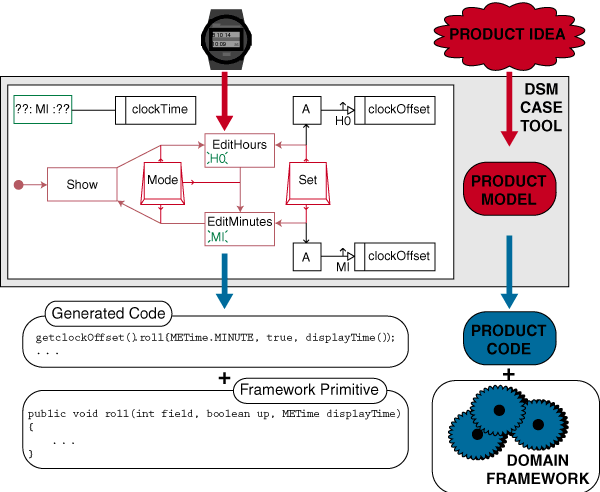 10:14
10:09
PRODUCT IDEA
DSM
CASE
TOOL
??: MI :??
clockTime
A
H0
clockOffset
EditHours
H0
Show
Mode
Set
EditMinutes
MI
A
MI
clockOffset
PRODUCT
MODEL
Generated Code
getclockOffset().roll(METime.MINUTE, true, displayTime());
...
+
Framework Primitive
public void roll(int field, boolean up, METime displayTime)
{
...
}
PRODUCT
CODE
+
DOMAIN
FRAMEWORK